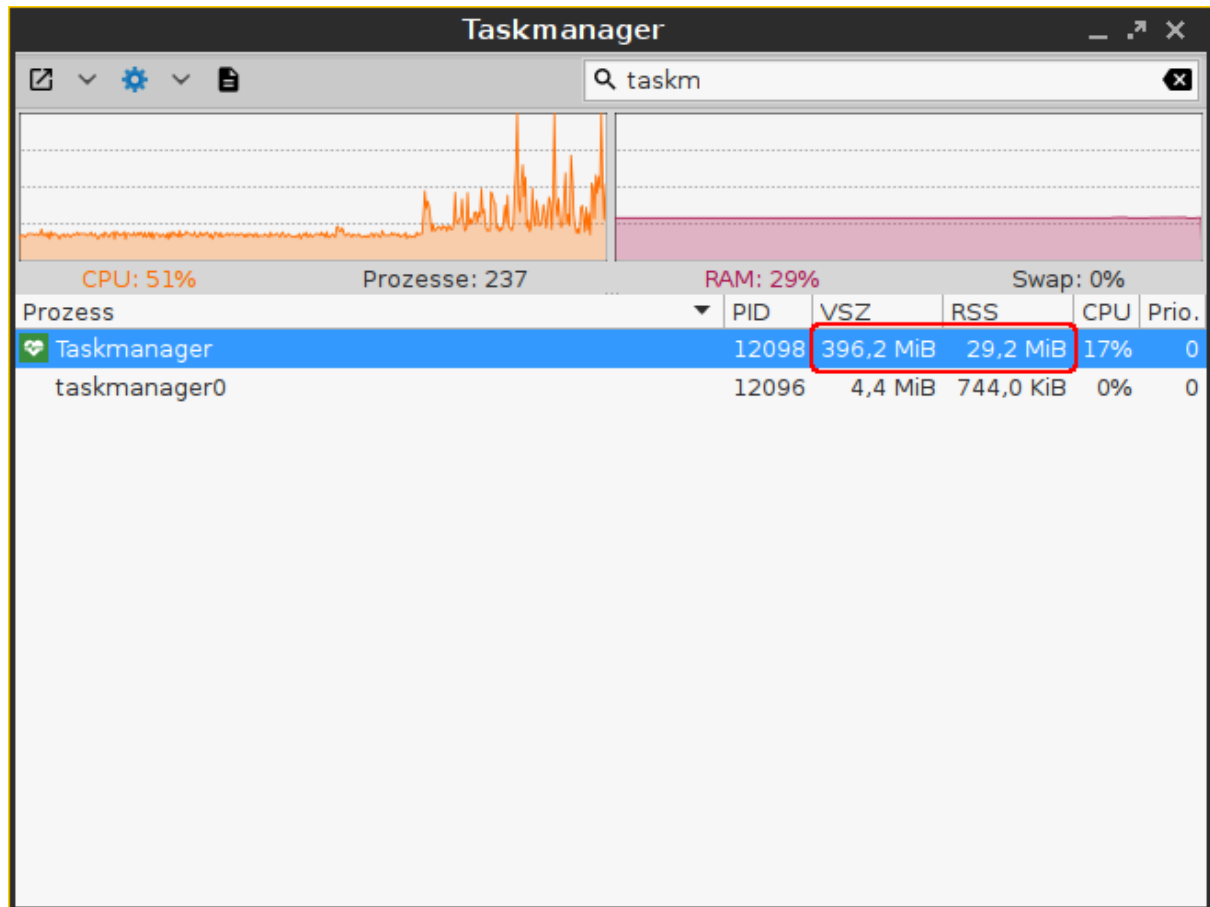 Taskmanager
taskm
CPU: 51% Prozesse: 237 RAM: 29% Swap: 0%
Prozess PID VSZ RSS CPU Prio.
Taskmanager 12098 396,2 MiB 29,2 MiB 17% 0
taskmanager0 12096 4,4 MiB 744,0 KiB 0% 0